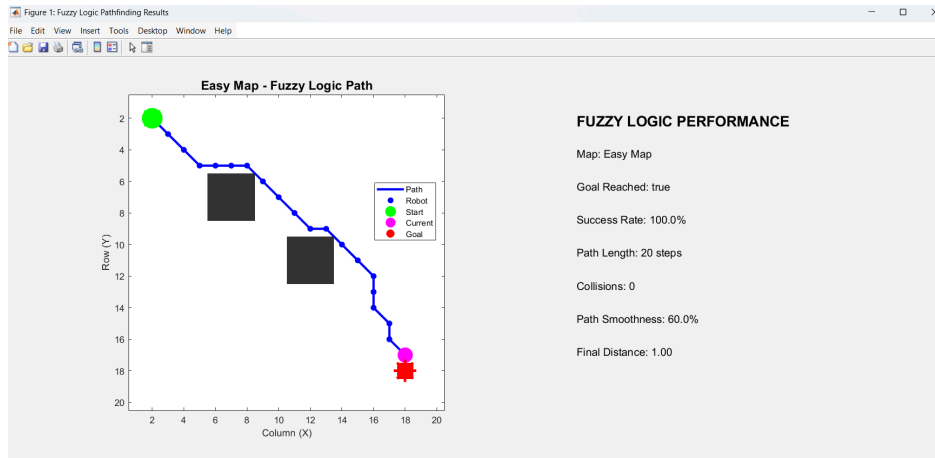 Figure 1: Fuzzy Logic Pathfinding Results
File Edit View Insert Tools Desktop Window Help
Easy Map - Fuzzy Logic Path
2
4
6
8
10
12
14
16
18
20
Row (Y)
2 4 6 8 10 12 14 16 18 20
Column (X)
Path
Robot
Start
Current
Goal
FUZZY LOGIC PERFORMANCE
Map: Easy Map
Goal Reached: true
Success Rate: 100.0%
Path Length: 20 steps
Collisions: 0
Path Smoothness: 60.0%
Final Distance: 1.00